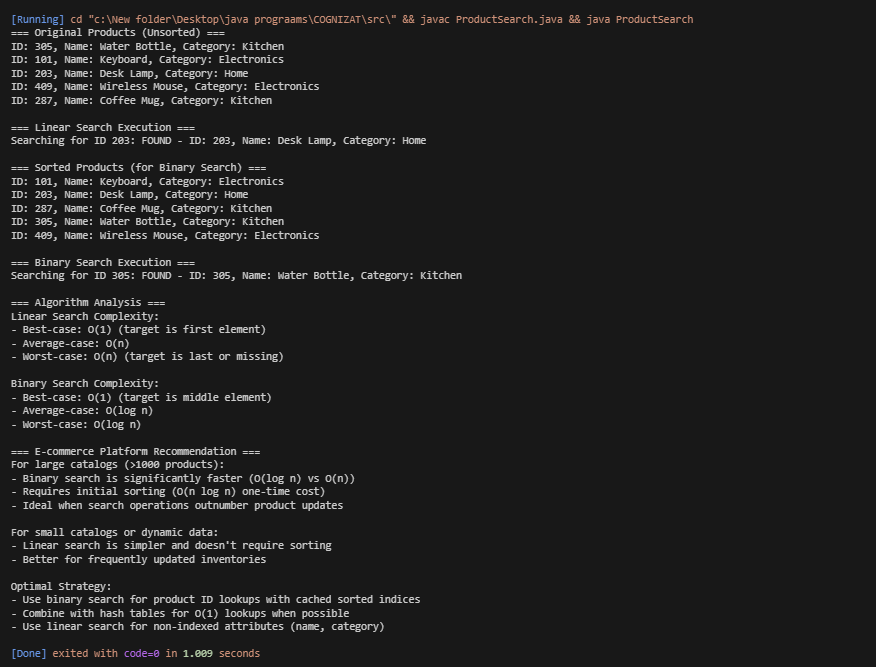 [Running] cd "c:\New folder\Desktop\java prograams\COGNIZAT\src\" && javac ProductSearch.java && java ProductSearch
=== Original Products (Unsorted) ===
ID: 305, Name: Water Bottle, Category: Kitchen
ID: 101, Name: Keyboard, Category: Electronics
ID: 203, Name: Desk Lamp, Category: Home
ID: 409, Name: Wireless Mouse, Category: Electronics
ID: 287, Name: Coffee Mug, Category: Kitchen

=== Linear Search Execution ===
Searching for ID 203: FOUND - ID: 203, Name: Desk Lamp, Category: Home

=== Sorted Products (for Binary Search) ===
ID: 101, Name: Keyboard, Category: Electronics
ID: 203, Name: Desk Lamp, Category: Home
ID: 287, Name: Coffee Mug, Category: Kitchen
ID: 305, Name: Water Bottle, Category: Kitchen
ID: 409, Name: Wireless Mouse, Category: Electronics

=== Binary Search Execution ===
Searching for ID 305: FOUND - ID: 305, Name: Water Bottle, Category: Kitchen

=== Algorithm Analysis ===
Linear Search Complexity:
- Best-case: O(1) (target is first element)
- Average-case: O(n)
- Worst-case: O(n) (target is last or missing)

Binary Search Complexity:
- Best-case: O(1) (target is middle element)
- Average-case: O(log n)
- Worst-case: O(log n)

=== E-commerce Platform Recommendation ===
For large catalogs (>1000 products):
- Binary search is significantly faster (O(log n) vs O(n))
- Requires initial sorting (O(n log n) one-time cost)
- Ideal when search operations outnumber product updates

For small catalogs or dynamic data:
- Linear search is simpler and doesn't require sorting
- Better for frequently updated inventories

Optimal Strategy:
- Use binary search for product ID lookups with cached sorted indices
- Combine with hash tables for O(1) lookups when possible
- Use linear search for non-indexed attributes (name, category)

[Done] exited with code=0 in 1.009 seconds